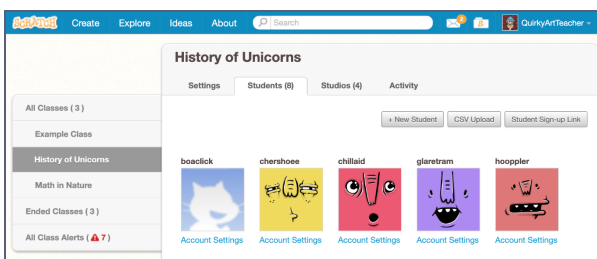 SCRATCH Create Explore Ideas About Search 2 QuirkyArtTeacher
History of Unicorns
Settings Students (8) Studios (4) Activity
All Classes ( 3 )
+ New Student CSV Upload Student Sign-up Link
Example Class
History of Unicorns
boaclick chershoee chillaid glaretram hooppler
Math in Nature
Ended Classes ( 3 )
All Class Alerts ( 7 )
Account Settings Account Settings Account Settings Account Settings Account Settings